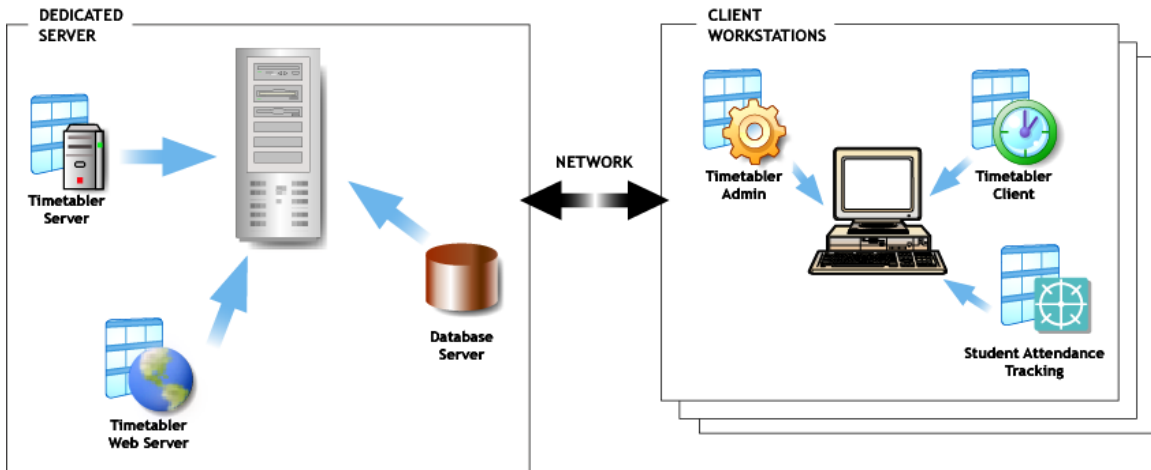 DEDICATED
SERVER
Timetabler
Server
Timetabler
Web Server
Database
Server
NETWORK
CLIENT
WORKSTATIONS
Timetabler
Admin
Timetabler
Client
Student Attendance
Tracking